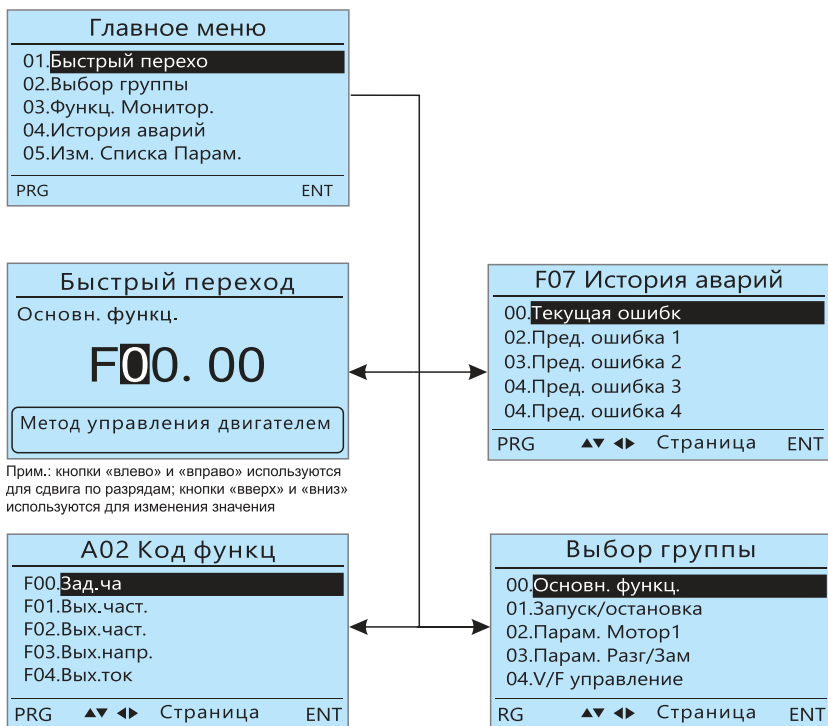 Главное меню
01.Быстрый перехо
02.Выбор группы
03.Функц. Монитор.
04.История аварий
05.Изм. Списка Парам.
PRG ENT
Быстрый переход
Основн. функц.
F00. 00
Метод управления двигателем
Прим.: кнопки «влево» и «вправо» используются
для сдвига по разрядам; кнопки «вверх» и «вниз»
используются для изменения значения
F07 История аварий
00.Текущая ошибк
02.Пред. ошибка 1
03.Пред. ошибка 2
04.Пред. ошибка 3
04.Пред. ошибка 4
PRG ▲▼ ◀▶ Страница ENT
A02 Код функц
F00.Зад.ча
F01.Вых.част.
F02.Вых.част.
F03.Вых.напр.
F04.Вых.ток
PRG ▲▼ ◀▶ Страница ENT
Выбор группы
00.Основн. функц.
01.Запуск/остановка
02.Парам. Мотор1
03.Парам. Разг/Зам
04.V/F управление
RG ▲▼ ◀▶ Страница ENT